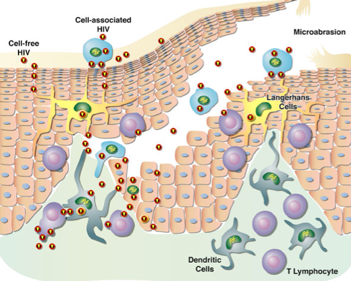 Cell-associated
HIV
Cell-free
HIV
Microabrasion
Langerhans
Cells
Dendritic
Cells
T Lymphocyte